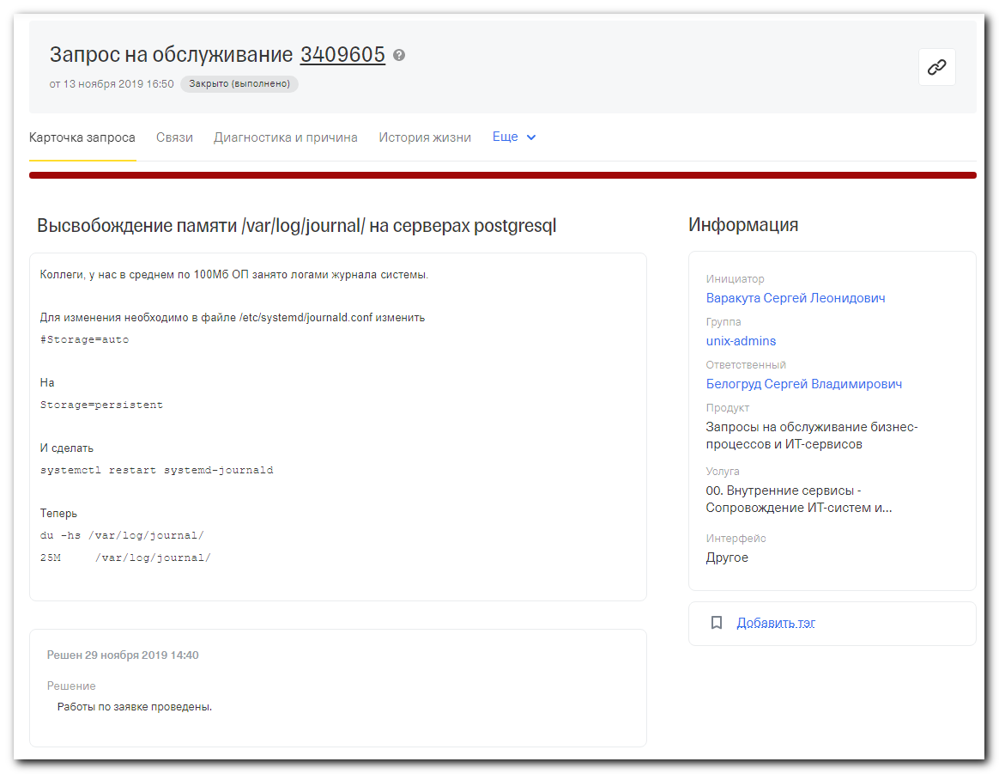 Запрос на обслуживание 3409605 ?
от 13 ноября 2019 16:50 Закрыто (выполнено)
Карточка запроса Связи Диагностика и причина История жизни Еще
Высвобождение памяти /var/log/journal/ на серверах postgresql
Коллеги, у нас в среднем по 100Мб ОП занято логами журнала системы.
Для изменения необходимо в файле /etc/systemd/journald.conf изменить
#Storage=auto
На
Storage=persistent
И сделать
systemctl restart systemd-journald
Теперь
du -hs /var/log/journal/
25M /var/log/journal/
Решен 29 ноября 2019 14:40
Решение
Работы по заявке проведены.
Информация
Инициатор
Варакута Сергей Леонидович
Группа
unix-admins
Ответственный
Белогруд Сергей Владимирович
Продукт
Запросы на обслуживание бизнес-
процессов и ИТ-сервисов
Услуга
00. Внутренние сервисы -
Сопровождение ИТ-систем и...
Интерфейс
Другое
Добавить тэг